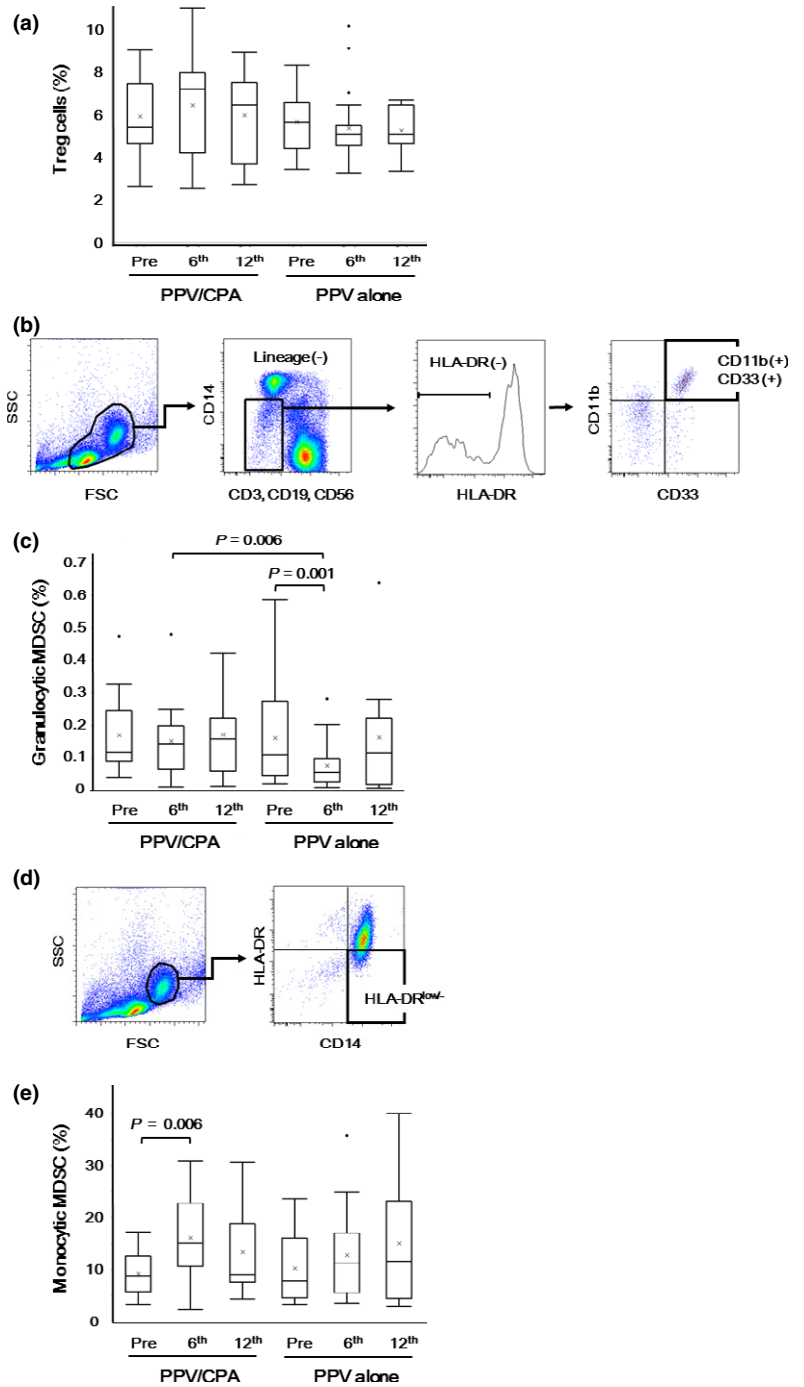 (a)
Treg cells (%)
10
8
6
4
2
0
Pre 6th 12th Pre 6th 12th
PPV/CPA PPV alone
(b)
SSC
FSC
CD14
Lineage (-)
CD3, CD19, CD56
HLA-DR (-)
HLA-DR
CD11b
CD11b (+)
CD33 (+)
CD33
(c)
Granulocytic MDSC (%)
P = 0.006
P = 0.001
0.7
0.6
0.5
0.4
0.3
0.2
0.1
0
Pre 6th 12th Pre 6th 12th
PPV/CPA PPV alone
(d)
SSC
FSC
HLA-DR
HLA-DRlow/-
CD14
(e)
Monocytic MDSC (%)
P = 0.006
40
30
20
10
0
Pre 6th 12th Pre 6th 12th
PPV/CPA PPV alone